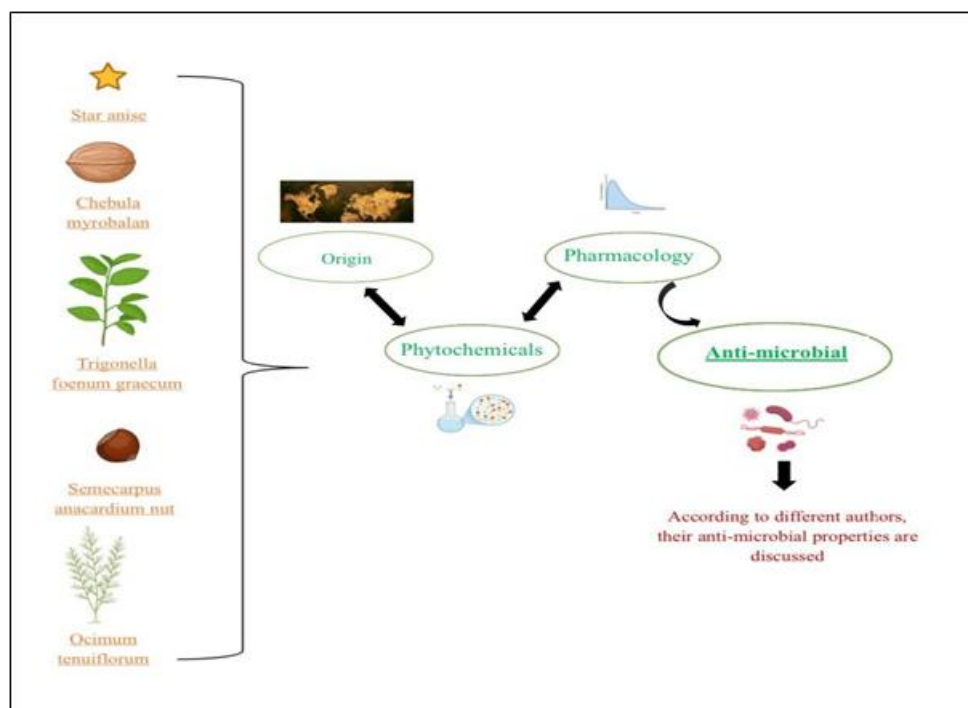 Star anise
Chebula
myrobalan
Trigonella
foenum graecum
Semecarpus
anacardium nut
Ocimum
tenuiflorum
Origin
Phytochemicals
Pharmacology
Anti-microbial
According to different authors,
their anti-microbial properties are
discussed